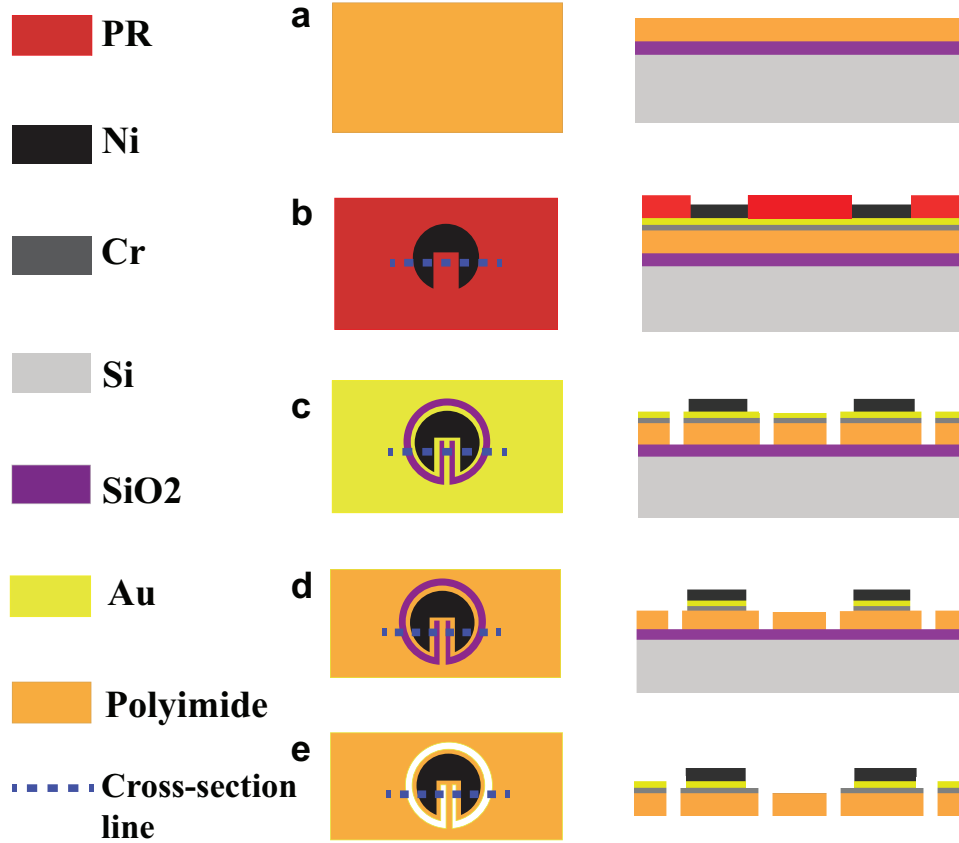 PR
Ni
Cr
Si
SiO2
Au
Polyimide
Cross-section
line
a
b
c
d
e